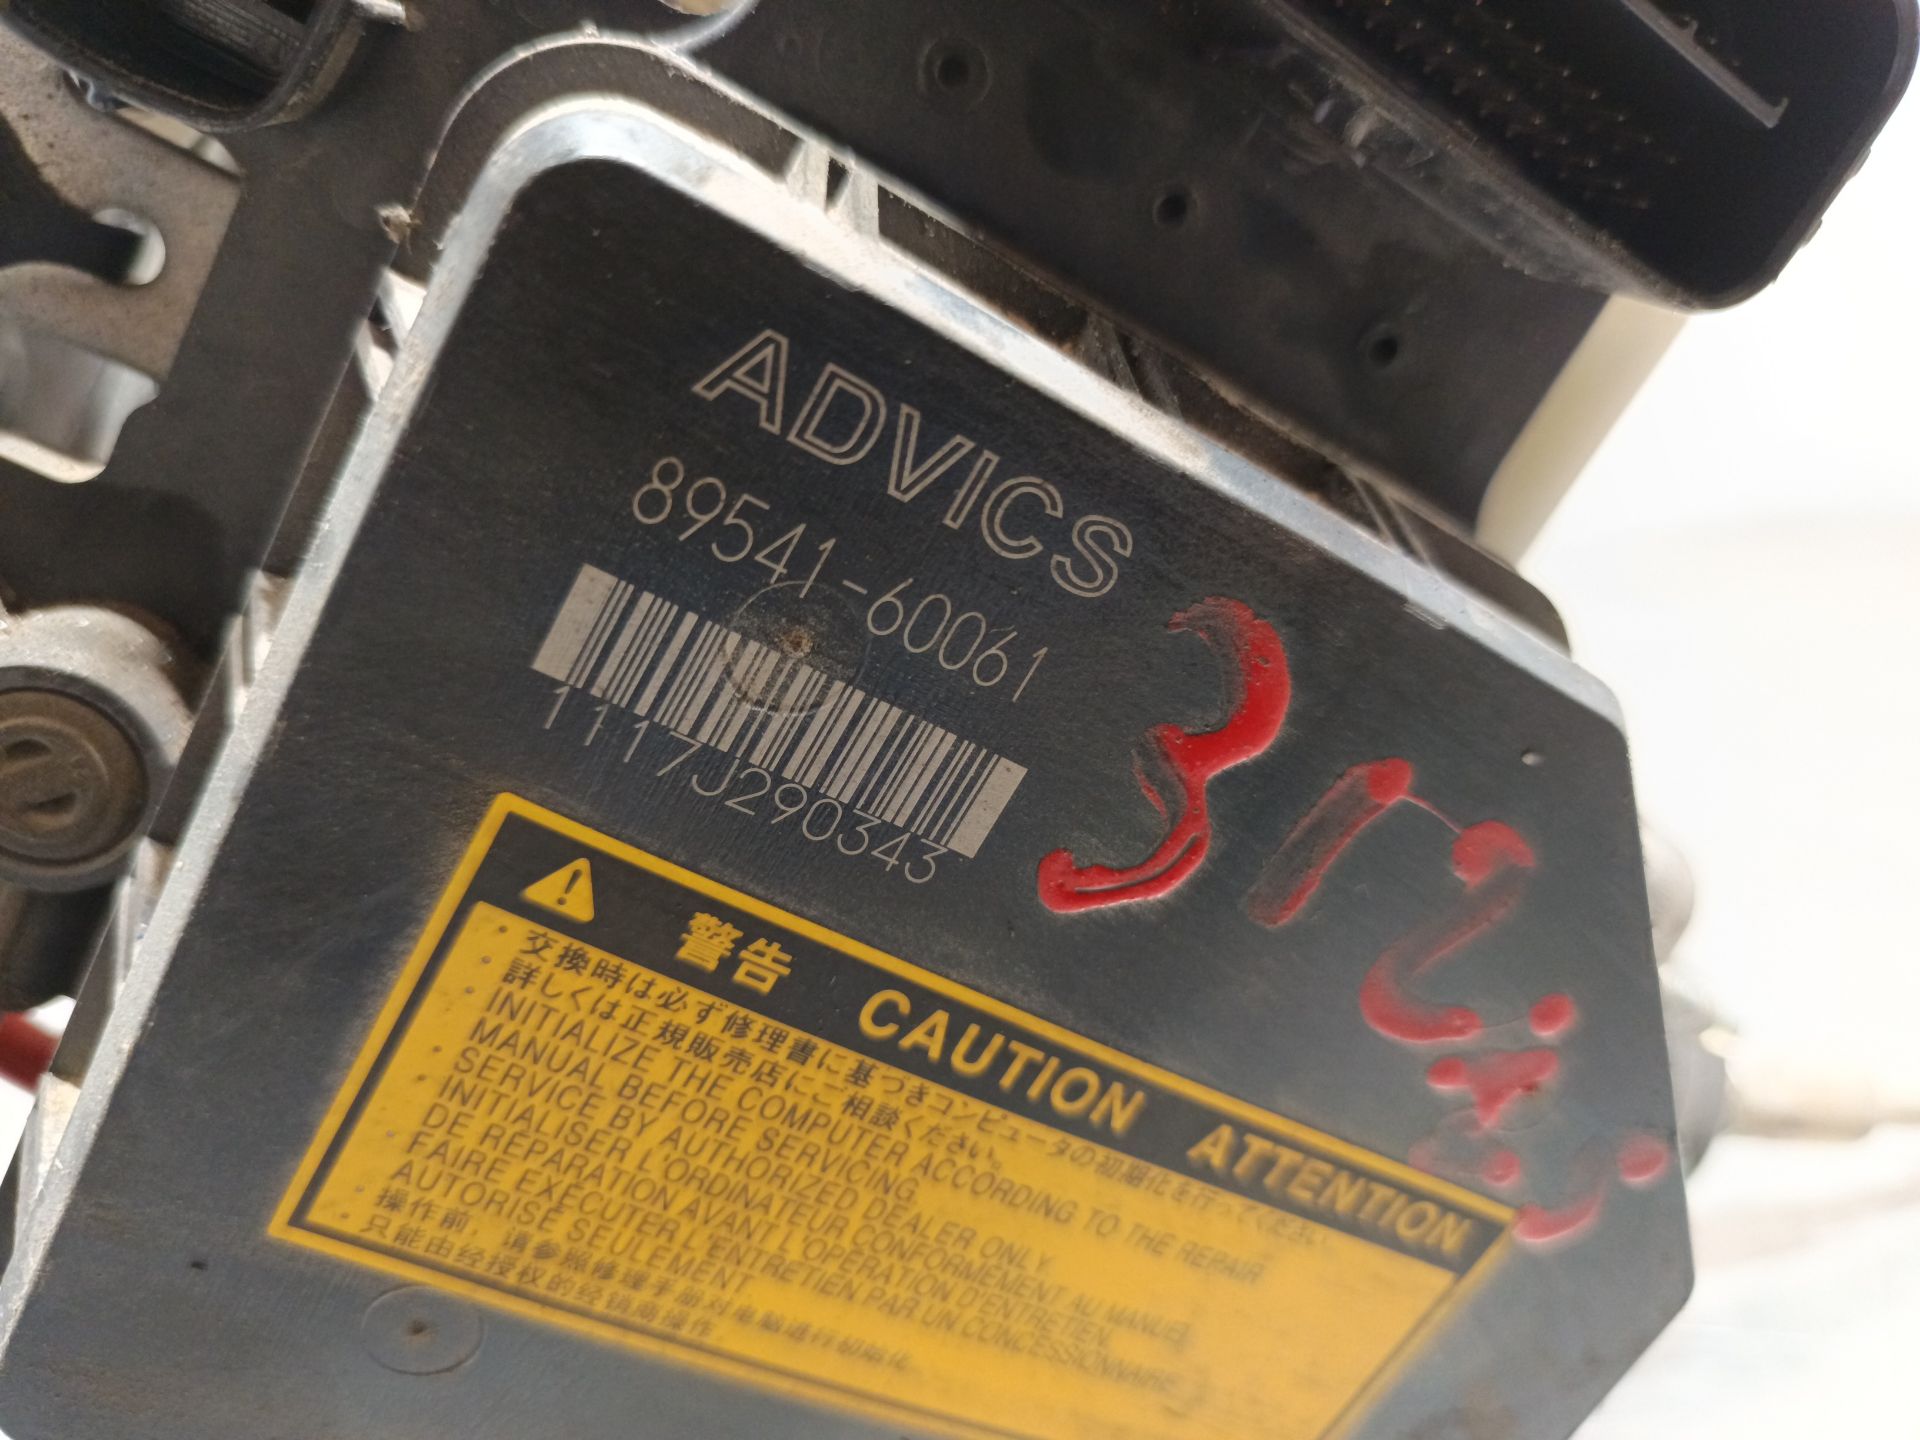 ADVICS
89541-60061
1117J290343
警告 CAUTION ATTENTION
・交換時は必ず修理書に基づきコンピュータの初期化を行ってください。
・詳しくは正規販売店にご相談ください。
・INITIALIZE THE COMPUTER ACCORDING TO THE REPAIR
MANUAL BEFORE SERVICING.
・SERVICE BY AUTHORIZED DEALER ONLY.
・INITIALISER L'ORDINATEUR CONFORMEMENT AU MANUEL
DE REPARATION AVANT L'OPERATION D'ENTRETIEN.
・FAIRE EXECUTER L'ENTRETIEN PAR UN CONCESSIONNAIRE
AUTORISE SEULEMENT.
・操作前，请参照修理手册对电脑进行初始化。
・只能由经授权的经销商操作。